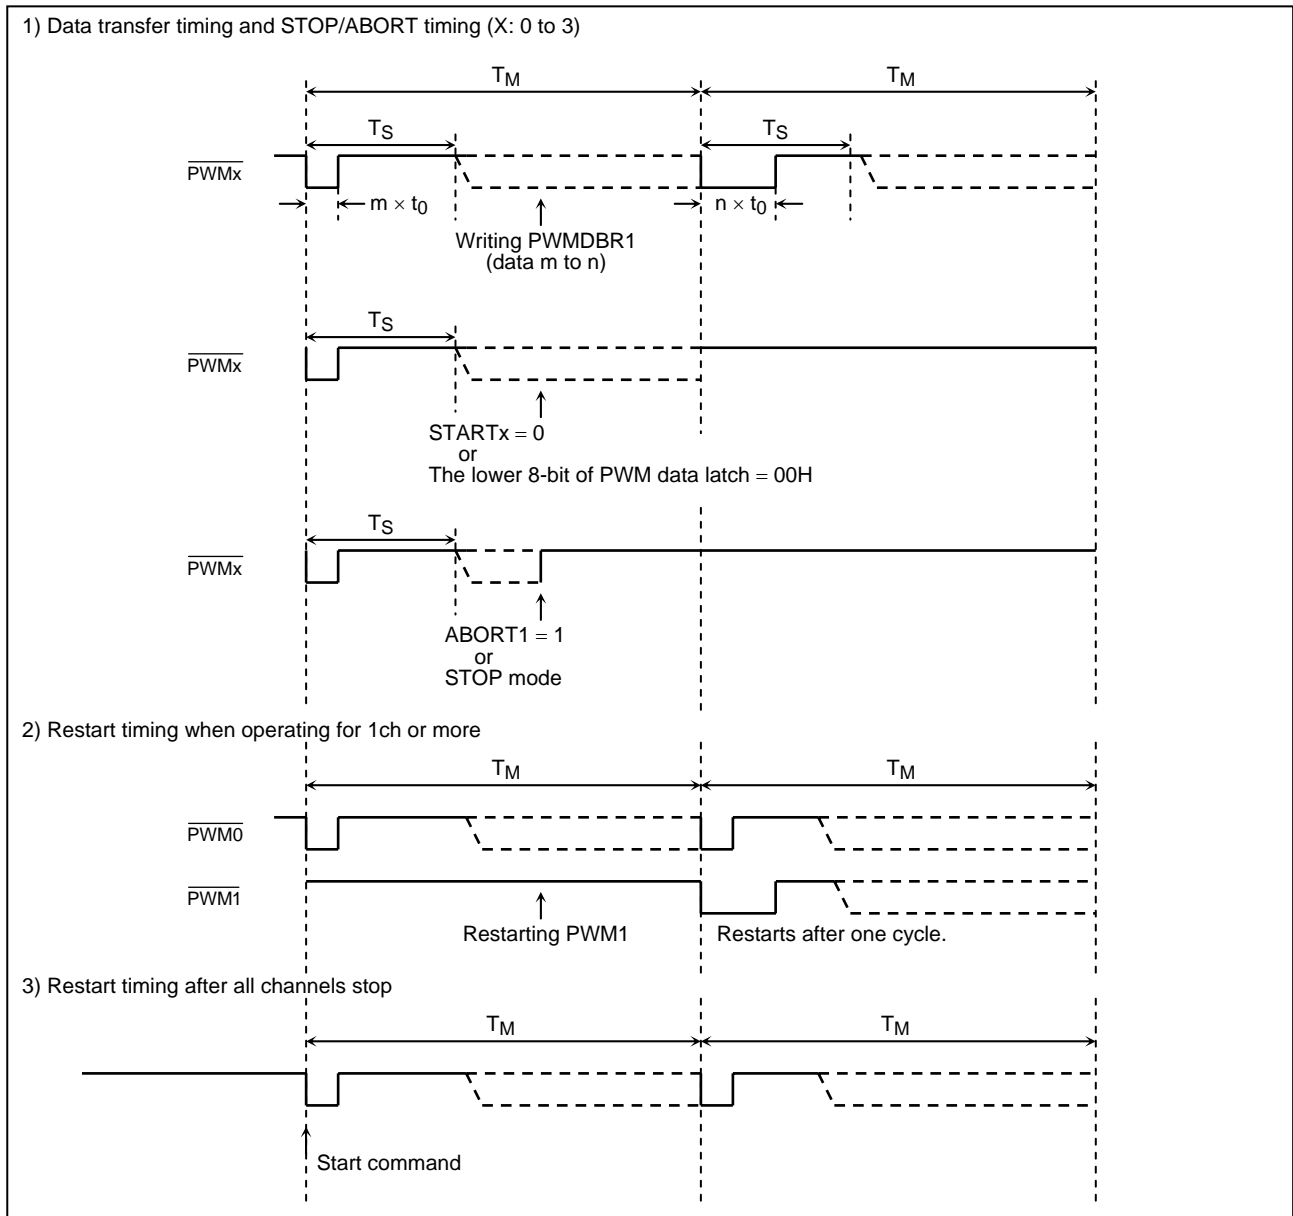 1) Data transfer timing and STOP/ABORT timing (X: 0 to 3)
TM TM
TS TS
PWMx
m × t0 n × t0
Writing PWMDBR1
(data m to n)
TS
PWMx
STARTx = 0
or
The lower 8-bit of PWM data latch = 00H
TS
PWMx
ABORT1 = 1
or
STOP mode
2) Restart timing when operating for 1ch or more
TM TM
PWM0
PWM1
Restarting PWM1 Restarts after one cycle.
3) Restart timing after all channels stop
TM TM
Start command